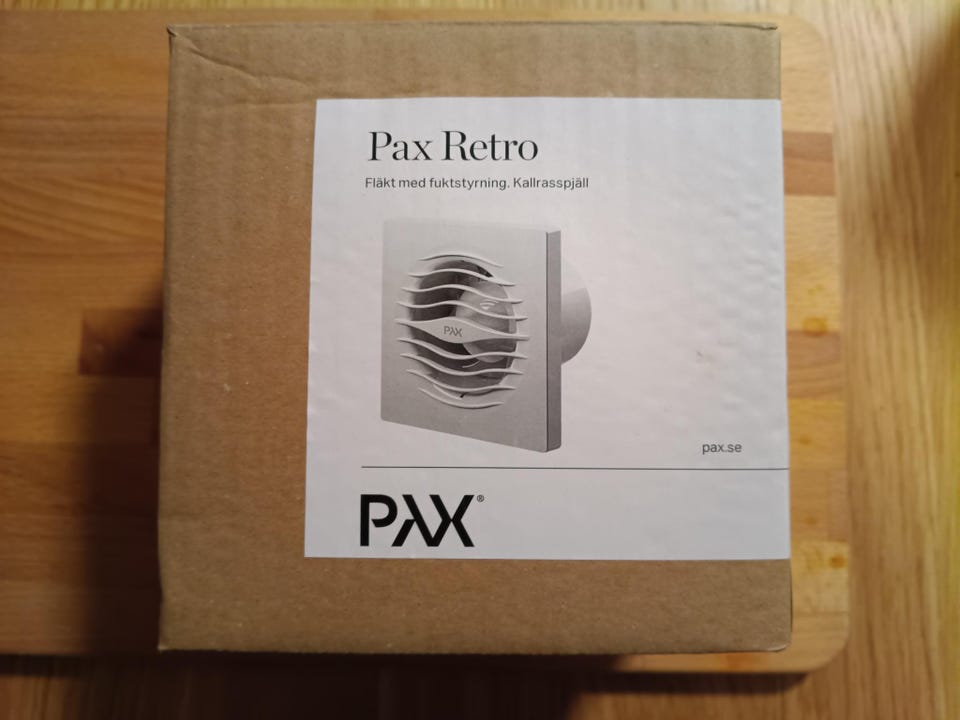 Pax Retro
Fläkt med fuktstyrning. Kallrasspjäll
PAX
pax.se
PAX®